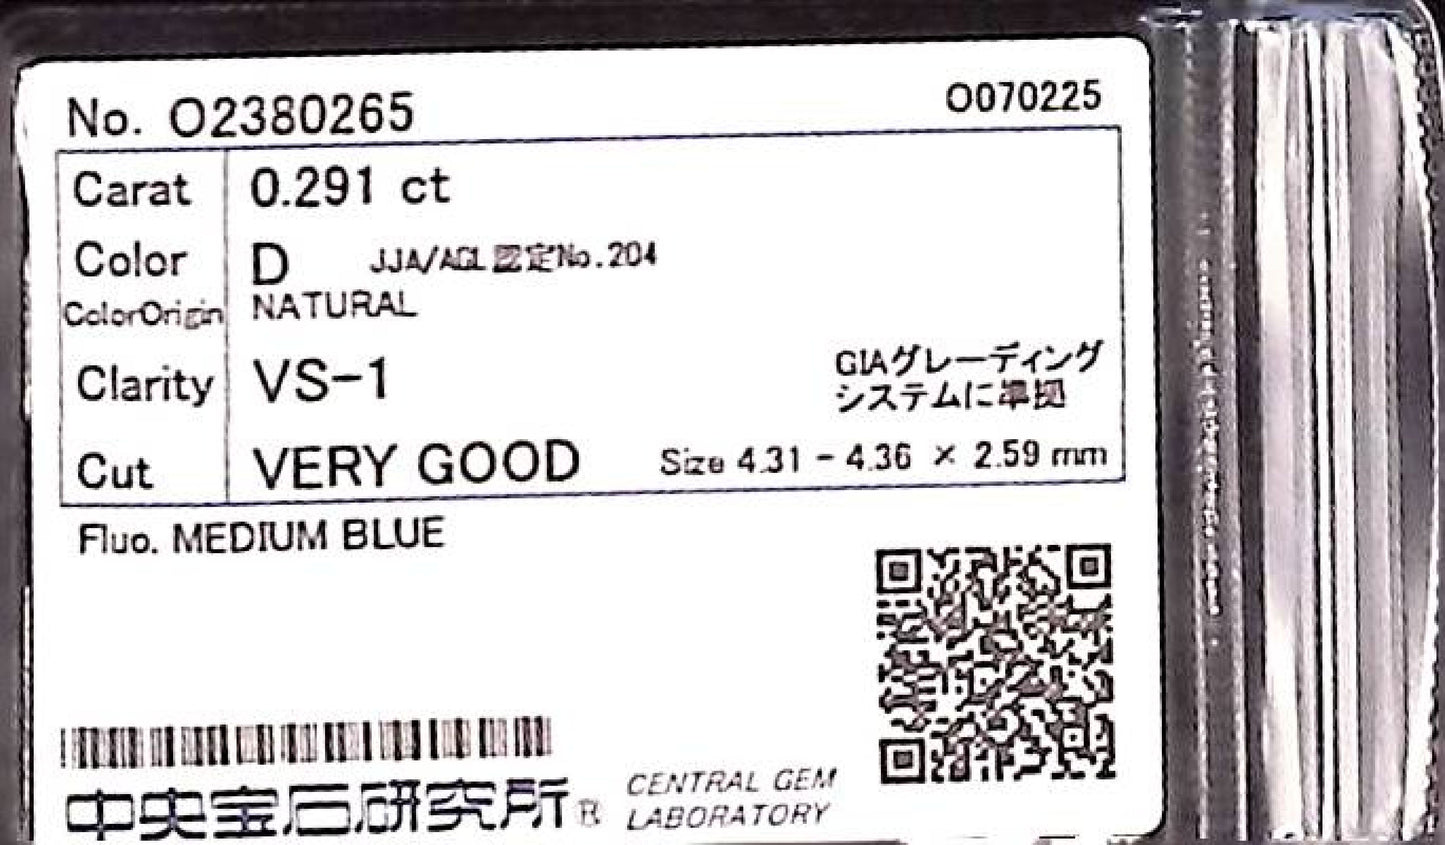 No. O2380265 O070225
Carat 0.291 ct
Color D JJA/AGL認定No.204
ColorOrigin NATURAL
Clarity VS-1
GIAグレーディング
システムに準拠
Cut VERY GOOD Size 4.31 - 4.36 × 2.59 mm
Fluo. MEDIUM BLUE
中央宝石研究所® CENTRAL GEM
LABORATORY